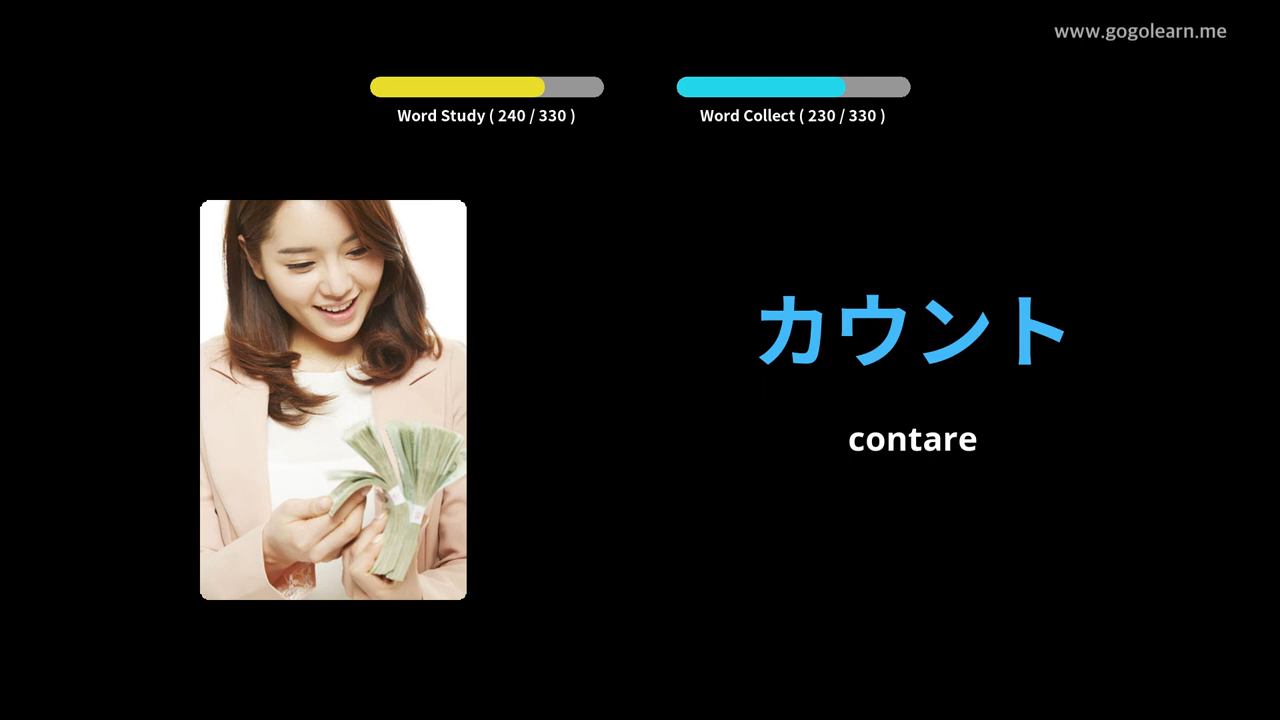 www.gogolearn.me
Word Study ( 240 / 330 )
Word Collect ( 230 / 330 )
カウント
contare